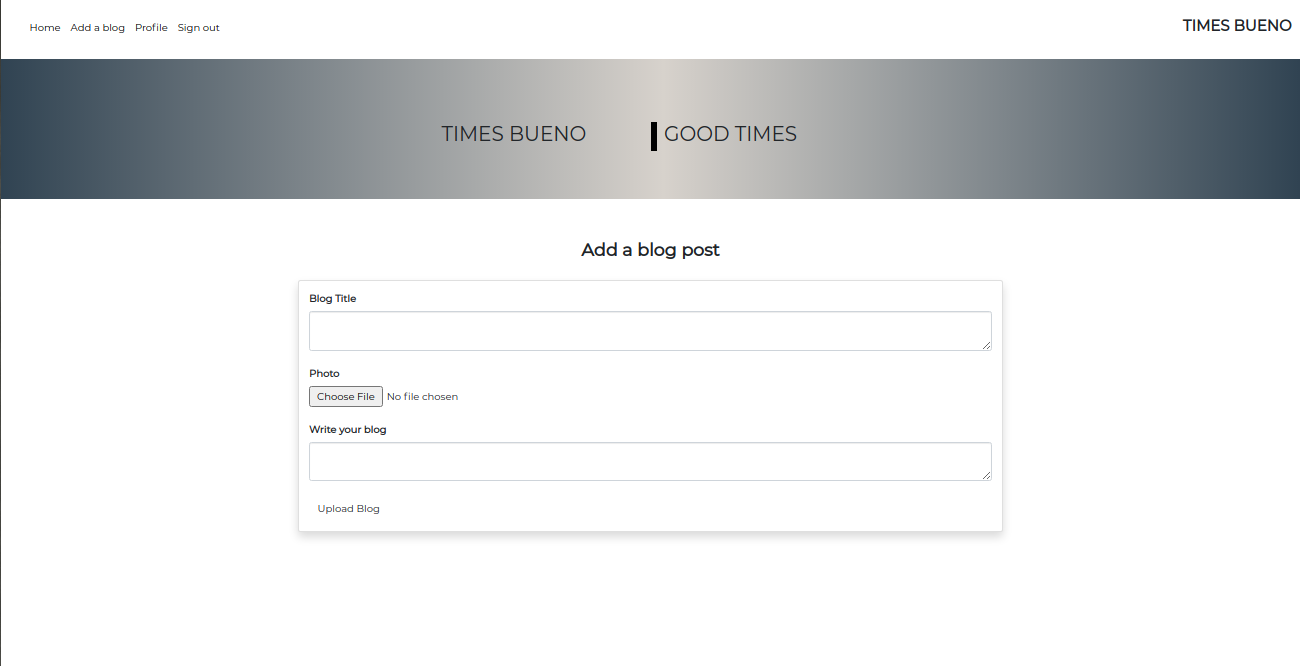 Home Add a blog Profile Sign out TIMES BUENO
TIMES BUENO GOOD TIMES
Add a blog post
Blog Title
Photo
Choose File No file chosen
Write your blog
Upload Blog